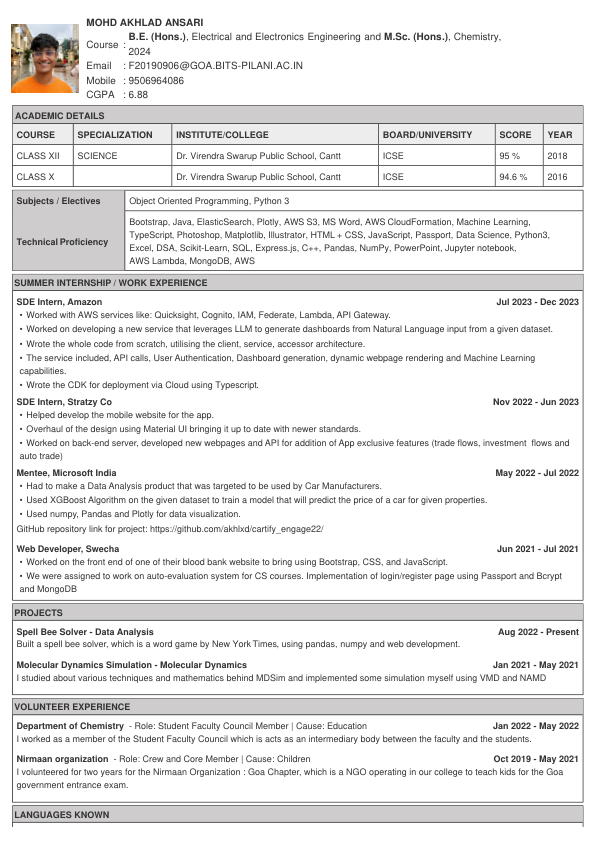 MOHD AKHLAD ANSARI
Course : B.E. (Hons.), Electrical and Electronics Engineering and M.Sc. (Hons.), Chemistry,
2024
Email : F20190906@GOA.BITS-PILANI.AC.IN
Mobile : 9506964086
CGPA : 6.88
ACADEMIC DETAILS
COURSE SPECIALIZATION INSTITUTE/COLLEGE BOARD/UNIVERSITY SCORE YEAR
CLASS XII SCIENCE Dr. Virendra Swarup Public School, Cantt ICSE 95 % 2018
CLASS X Dr. Virendra Swarup Public School, Cantt ICSE 94.6 % 2016
Subjects / Electives Object Oriented Programming, Python 3
Technical Proficiency
Bootstrap, Java, ElasticSearch, Plotly, AWS S3, MS Word, AWS CloudFormation, Machine Learning,
TypeScript, Photoshop, Matplotlib, Illustrator, HTML + CSS, JavaScript, Passport, Data Science, Python3,
Excel, DSA, Scikit-Learn, SQL, Express.js, C++, Pandas, NumPy, PowerPoint, Jupyter notebook,
AWS Lambda, MongoDB, AWS
SUMMER INTERNSHIP / WORK EXPERIENCE
SDE Intern, Amazon Jul 2023 - Dec 2023
• Worked with AWS services like: Quicksight, Cognito, IAM, Federate, Lambda, API Gateway.
• Worked on developing a new service that leverages LLM to generate dashboards from Natural Language input from a given dataset.
• Wrote the whole code from scratch, utilising the client, service, accessor architecture.
• The service included, API calls, User Authentication, Dashboard generation, dynamic webpage rendering and Machine Learning
capabilities.
• Wrote the CDK for deployment via Cloud using Typescript.
SDE Intern, Stratzy Co Nov 2022 - Jun 2023
• Helped develop the mobile website for the app.
• Overhaul of the design using Material UI bringing it up to date with newer standards.
• Worked on back-end server, developed new webpages and API for addition of App exclusive features (trade flows, investment flows and
auto trade)
Mentee, Microsoft India May 2022 - Jul 2022
• Had to make a Data Analysis product that was targeted to be used by Car Manufacturers.
• Used XGBoost Algorithm on the given dataset to train a model that will predict the price of a car for given properties.
• Used numpy, Pandas and Plotly for data visualization.
GitHub repository link for project: https://github.com/akhlxd/cartify_engage22/
Web Developer, Swecha Jun 2021 - Jul 2021
• Worked on the front end of one of their blood bank website to bring using Bootstrap, CSS, and JavaScript.
• We were assigned to work on auto-evaluation system for CS courses. Implementation of login/register page using Passport and Bcrypt
and MongoDB
PROJECTS
Spell Bee Solver - Data Analysis Aug 2022 - Present
Built a spell bee solver, which is a word game by New York Times, using pandas, numpy and web development.
Molecular Dynamics Simulation - Molecular Dynamics Jan 2021 - May 2021
I studied about various techniques and mathematics behind MDSim and implemented some simulation myself using VMD and NAMD
VOLUNTEER EXPERIENCE
Department of Chemistry - Role: Student Faculty Council Member | Cause: Education Jan 2022 - May 2022
I worked as a member of the Student Faculty Council which is acts as an intermediary body between the faculty and the students.
Nirmaan organization - Role: Crew and Core Member | Cause: Children Oct 2019 - May 2021
I volunteered for two years for the Nirmaan Organization : Goa Chapter, which is a NGO operating in our college to teach kids for the Goa
government entrance exam.
LANGUAGES KNOWN